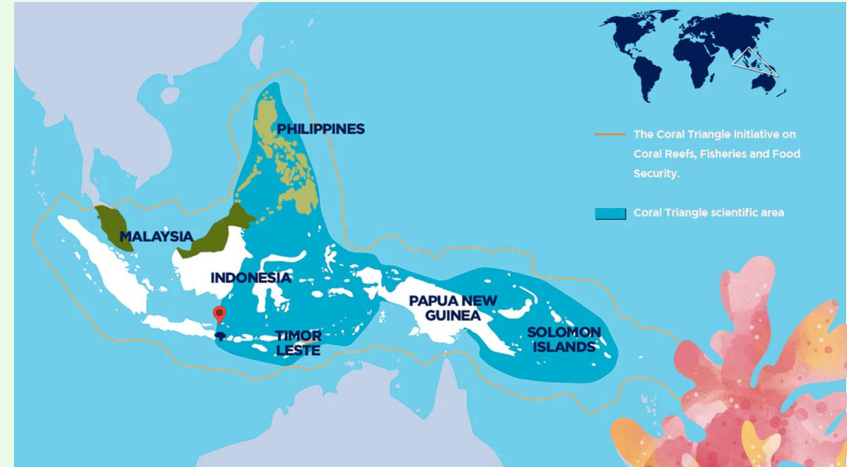 PHILIPPINES
The Coral Triangle Initiative on
Coral Reefs, Fisheries and Food
Security.
Coral Triangle scientific area
MALAYSIA
INDONESIA
PAPUA NEW
GUINEA
TIMOR
LESTE
SOLOMON
ISLANDS